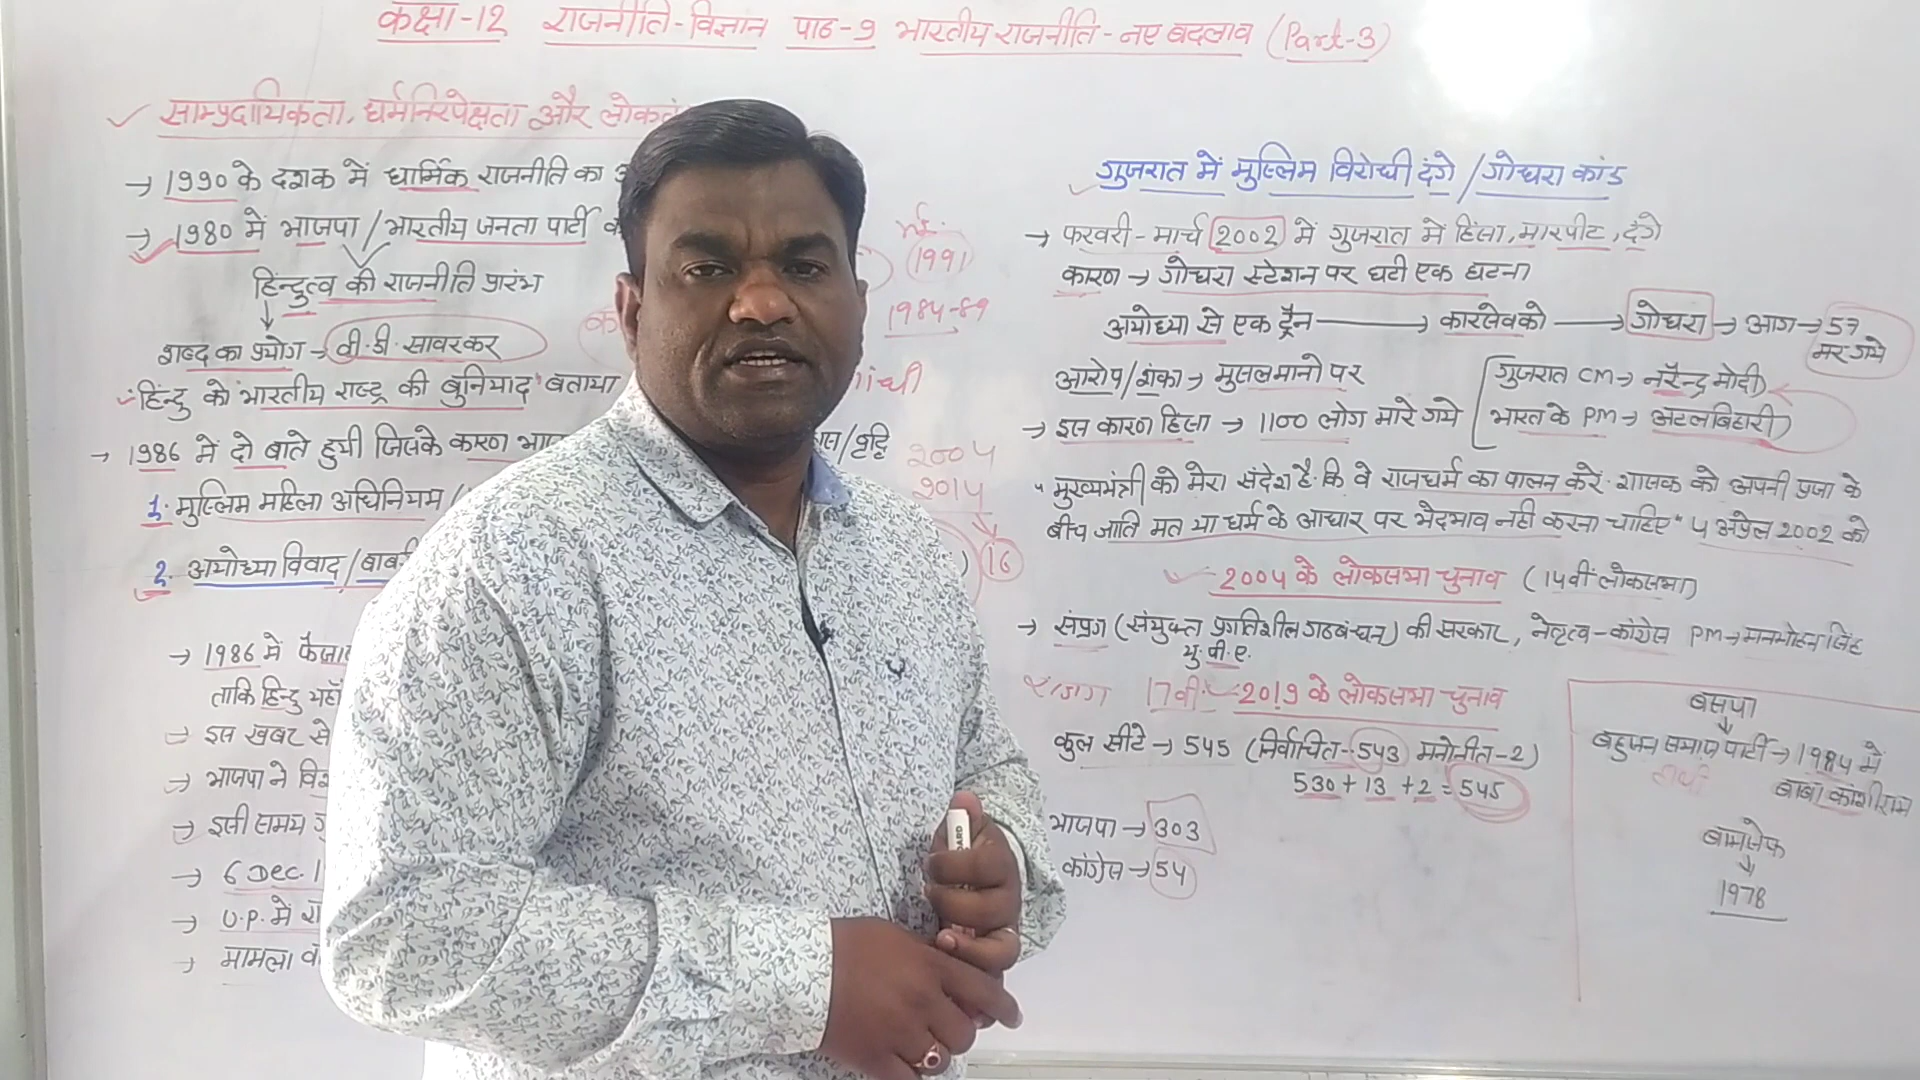 कक्षा-12 राजनीति-विज्ञान पाठ-9 भारतीय राजनीति - नए बदलाव (Part-3)
साम्प्रदायिकता, धर्मनिरपेक्षता और
→ 1990 के दशक में धार्मिक राजनीति का
→ 1980 में भाजपा / भारतीय जनता पार्टी
हिन्दुत्व की राजनीति प्रारंभ
शब्द का प्रयोग → वी.डी. सावरकर
हिन्दु को भारतीय राष्ट्र की बुनियाद" बताया
→ 1986 में दो बाते हुयी जिसके कारण
/वृद्धि
1. मुस्लिम महिला अधिनियम
2. अयोध्या विवाद /
→ 1986 में
ताकि हिन्दु
→ इस खबर से
→ भाजपा ने
→ इसी समय
→ 6 Dec.
→ U.P. में
→ मामला
मई
1991
1984-89
गांधी
2004
2014
16
गुजरात में मुस्लिम विरोधी दंगे / गोधरा कांड
→ फरवरी - मार्च 2002 में गुजरात में हिंसा, मारपीट, दंगे
कारण → गोधरा स्टेशन पर घटी एक घटना
अयोध्या से एक ट्रैन → कारसेवको → गोधरा → आग → 57
मर गये
आरोप/शंका → मुसलमानो पर
गुजरात CM → नरेन्द्र मोदी
→ इस कारण हिंसा → 1100 लोग मारे गये
भारत के PM → अटलबिहारी
"मुख्यमंत्री को मेरा संदेश है कि वे राजधर्म का पालन करें. शासक को अपनी प्रजा के
बीच जाति मत या धर्म के आधार पर भेदभाव नही करना चाहिए" 4 अप्रेल 2002 को
2004 के लोकसभा चुनाव (14वीं लोकसभा)
→ संप्रग (संयुक्त प्रगतिशील गठबंधन) की सरकार, नेतृत्व - कांग्रेस PM → मनमोहन सिंह
यु.पी.ए.
17वी 2019 के लोकसभा चुनाव
कुल सीटे → 545 (निर्वाचित - 543 मनोनीत - 2)
530 + 13 + 2 = 545
भाजपा → 303
कांग्रेस → 54
बसपा
बहुजन समाज पार्टी → 1984 में
हाथी
बाबा कांशीराम
बामसेफ
1978